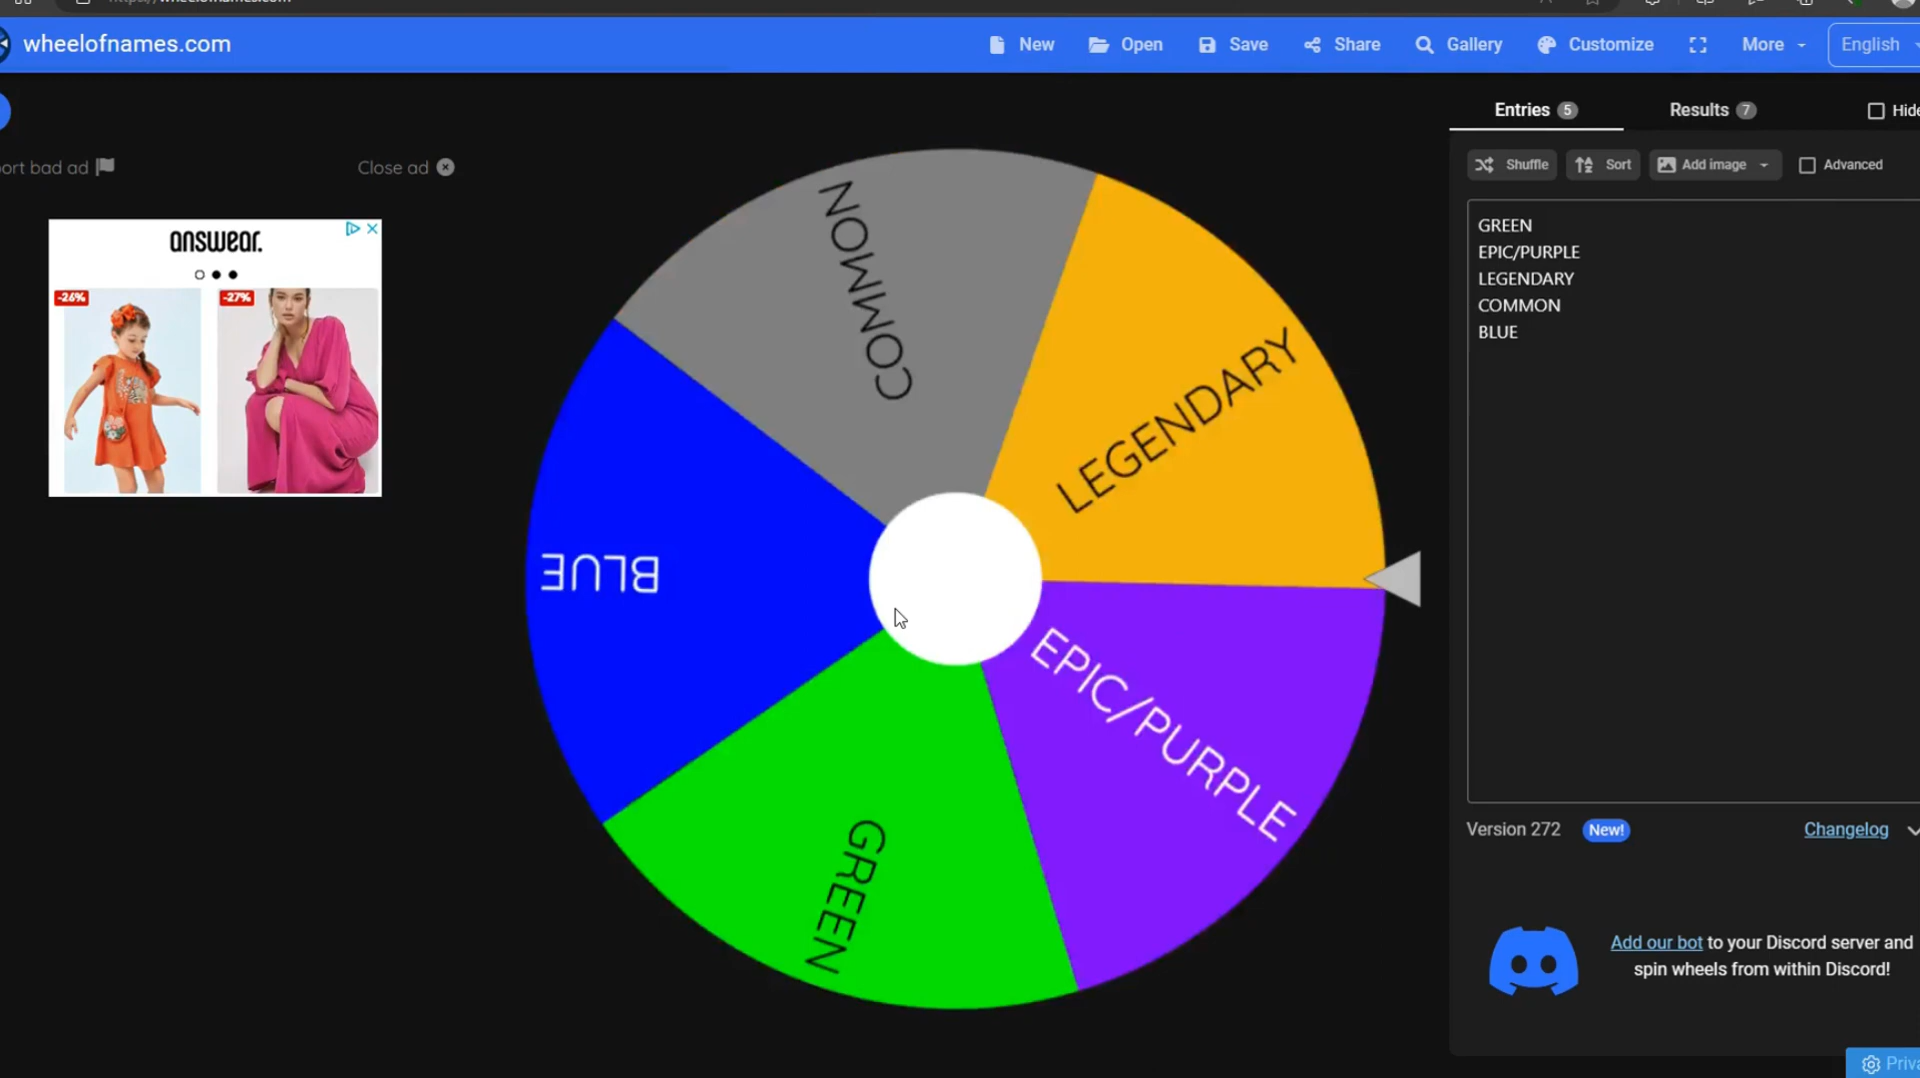 wheelofnames.com
New
Open
Save
Share
Gallery
Customize
More
English
Entries 5
Results 7
Hide
bad ad
Close ad
Shuffle
Sort
Add image
Advanced
answear.
-26%
-27%
GREEN
EPIC/PURPLE
LEGENDARY
COMMON
BLUE
COMMON
LEGENDARY
BLUE
EPIC/PURPLE
GREEN
Version 272
New!
Changelog
Add our bot to your Discord server and
spin wheels from within Discord!